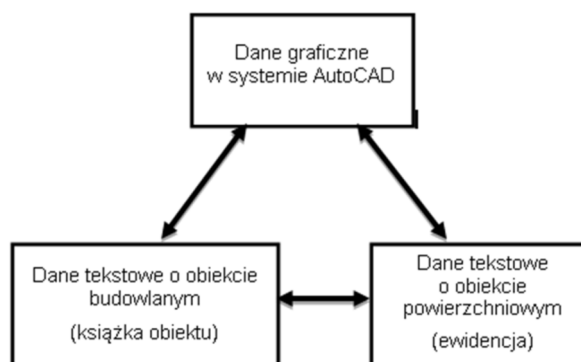 Dane graficzne
w systemie AutoCAD
Dane tekstowe o obiekcie
budowlanym
(książka obiektu)
Dane tekstowe
o obiekcie
powierzchniowym
(ewidencja)